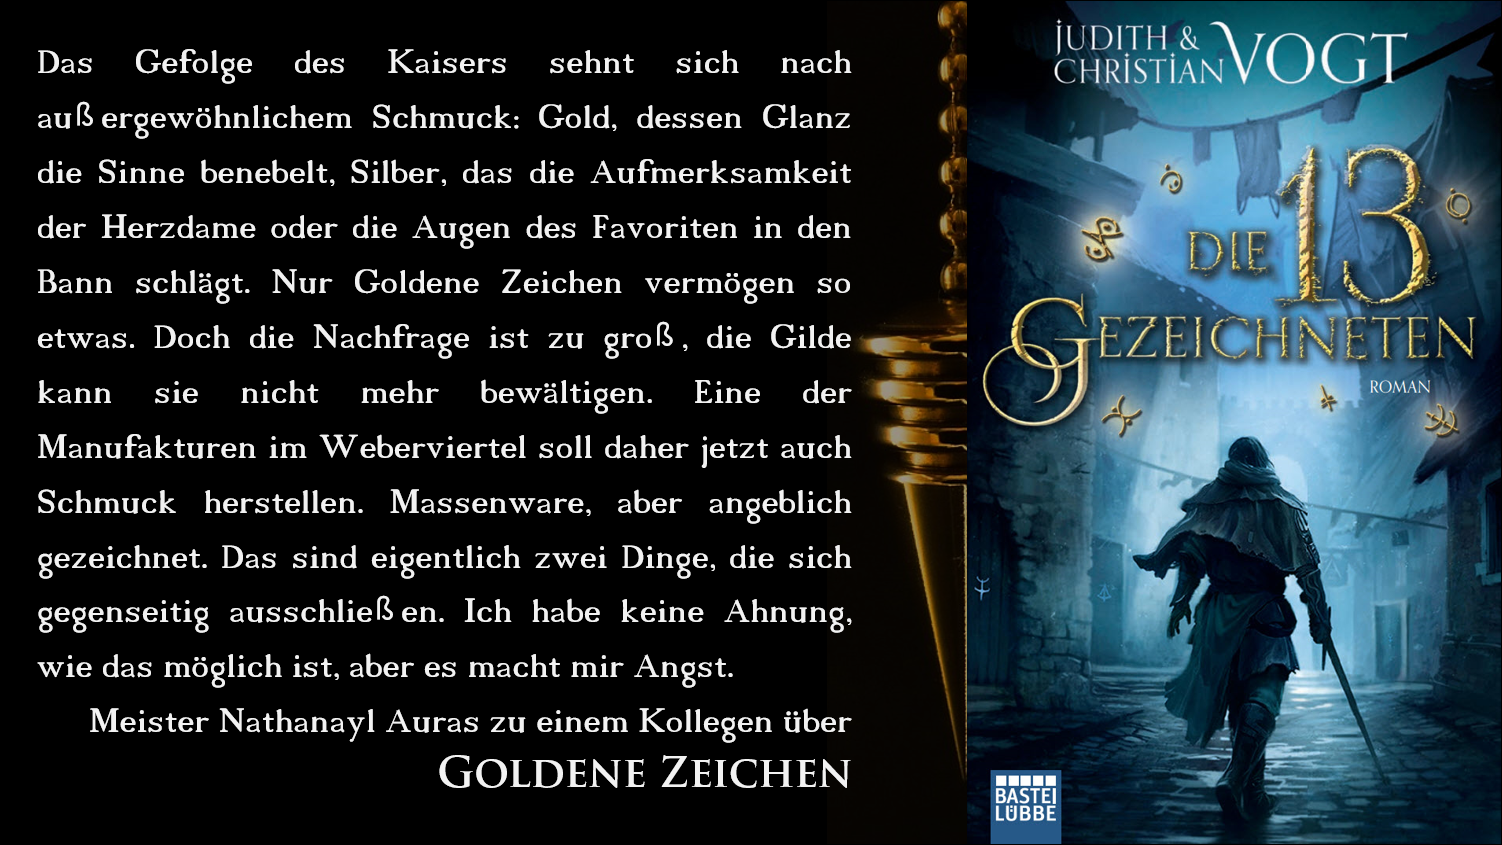 Das Gefolge des Kaisers sehnt sich nach
außergewöhnlichem Schmuck: Gold, dessen Glanz
die Sinne benebelt, Silber, das die Aufmerksamkeit
der Herzdame oder die Augen des Favoriten in den
Bann schlägt. Nur Goldene Zeichen vermögen so
etwas. Doch die Nachfrage ist zu groß, die Gilde
kann sie nicht mehr bewältigen. Eine der
Manufakturen im Weberviertel soll daher jetzt auch
Schmuck herstellen. Massenware, aber angeblich
gezeichnet. Das sind eigentlich zwei Dinge, die sich
gegenseitig ausschließen. Ich habe keine Ahnung,
wie das möglich ist, aber es macht mir Angst.
Meister Nathanayl Auras zu einem Kollegen über
GOLDENE ZEICHEN
JUDITH &
CHRISTIAN VOGT
DIE 13
GEZEICHNETEN
ROMAN
BASTEI
LÜBBE